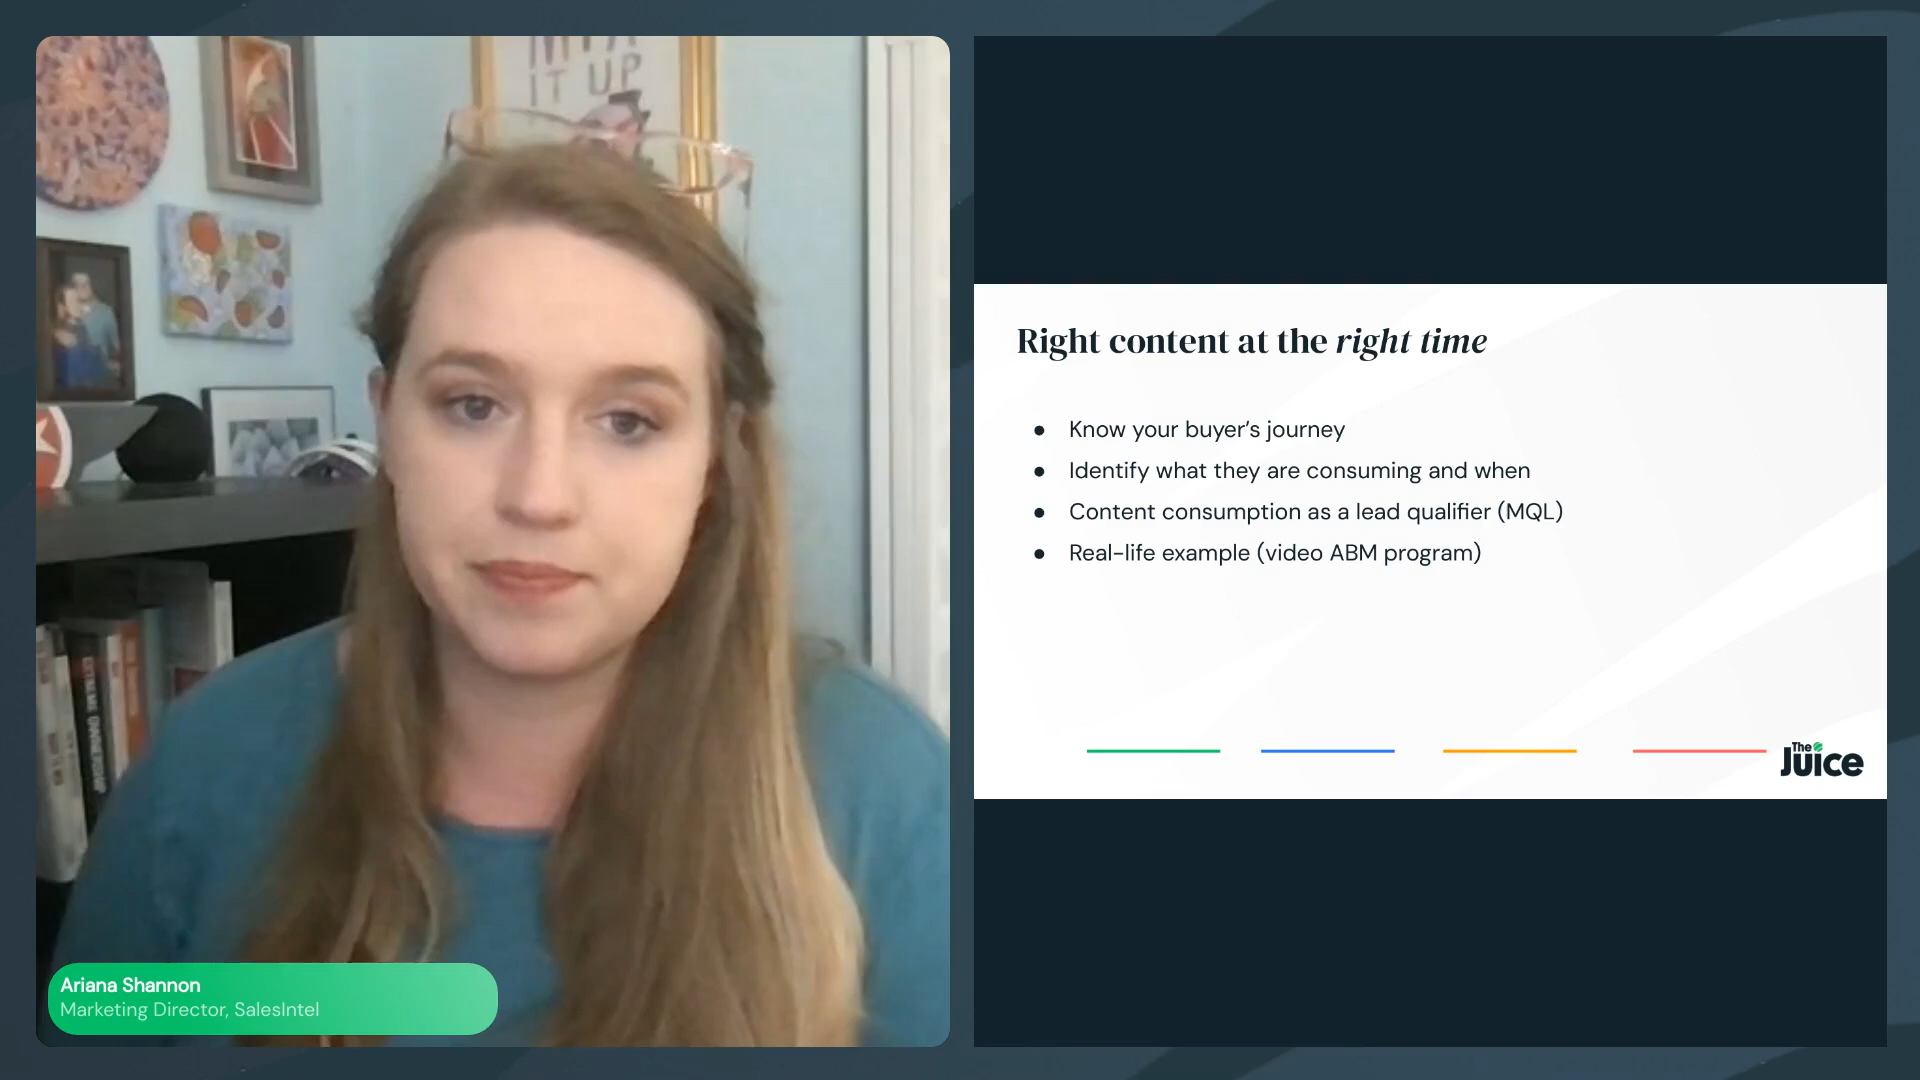 IT UP
EXTREME OWNERSHIP
Ariana Shannon
Marketing Director, SalesIntel
Right content at the right time
● Know your buyer’s journey
● Identify what they are consuming and when
● Content consumption as a lead qualifier (MQL)
● Real-life example (video ABM program)
The
Juice